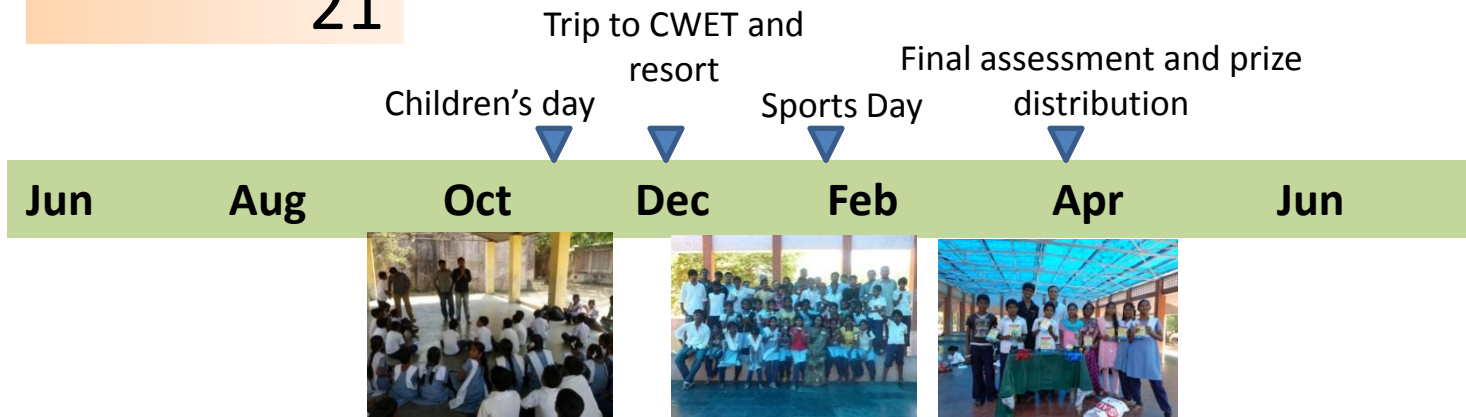 21
Trip to CWET and
resort
Children's day
Sports Day
Final assessment and prize
distribution
Jun Aug Oct Dec Feb Apr Jun